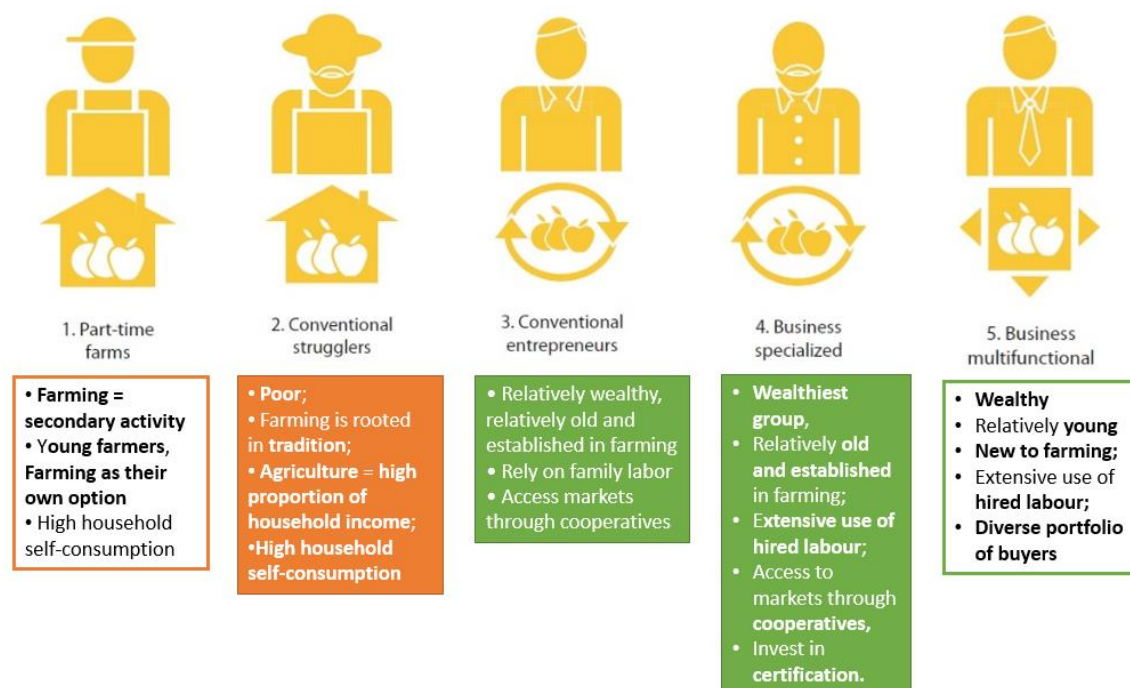 1. Part-time
farms
2. Conventional
strugglers
3. Conventional
entrepreneurs
4. Business
specialized
5. Business
multifunctional
• Farming =
secondary activity
• Young farmers,
Farming as their
own option
• High household
self-consumption
• Poor;
• Farming is rooted
in tradition;
• Agriculture = high
proportion of
household income;
•High household
self-consumption
• Relatively wealthy,
relatively old and
established in farming
• Rely on family labor
• Access markets
through cooperatives
• Wealthiest
group,
• Relatively old
and established
in farming;
• Extensive use of
hired labour;
• Access to
markets through
cooperatives,
• Invest in
certification.
• Wealthy
• Relatively young
• New to farming;
• Extensive use of
hired labour;
• Diverse portfolio
of buyers